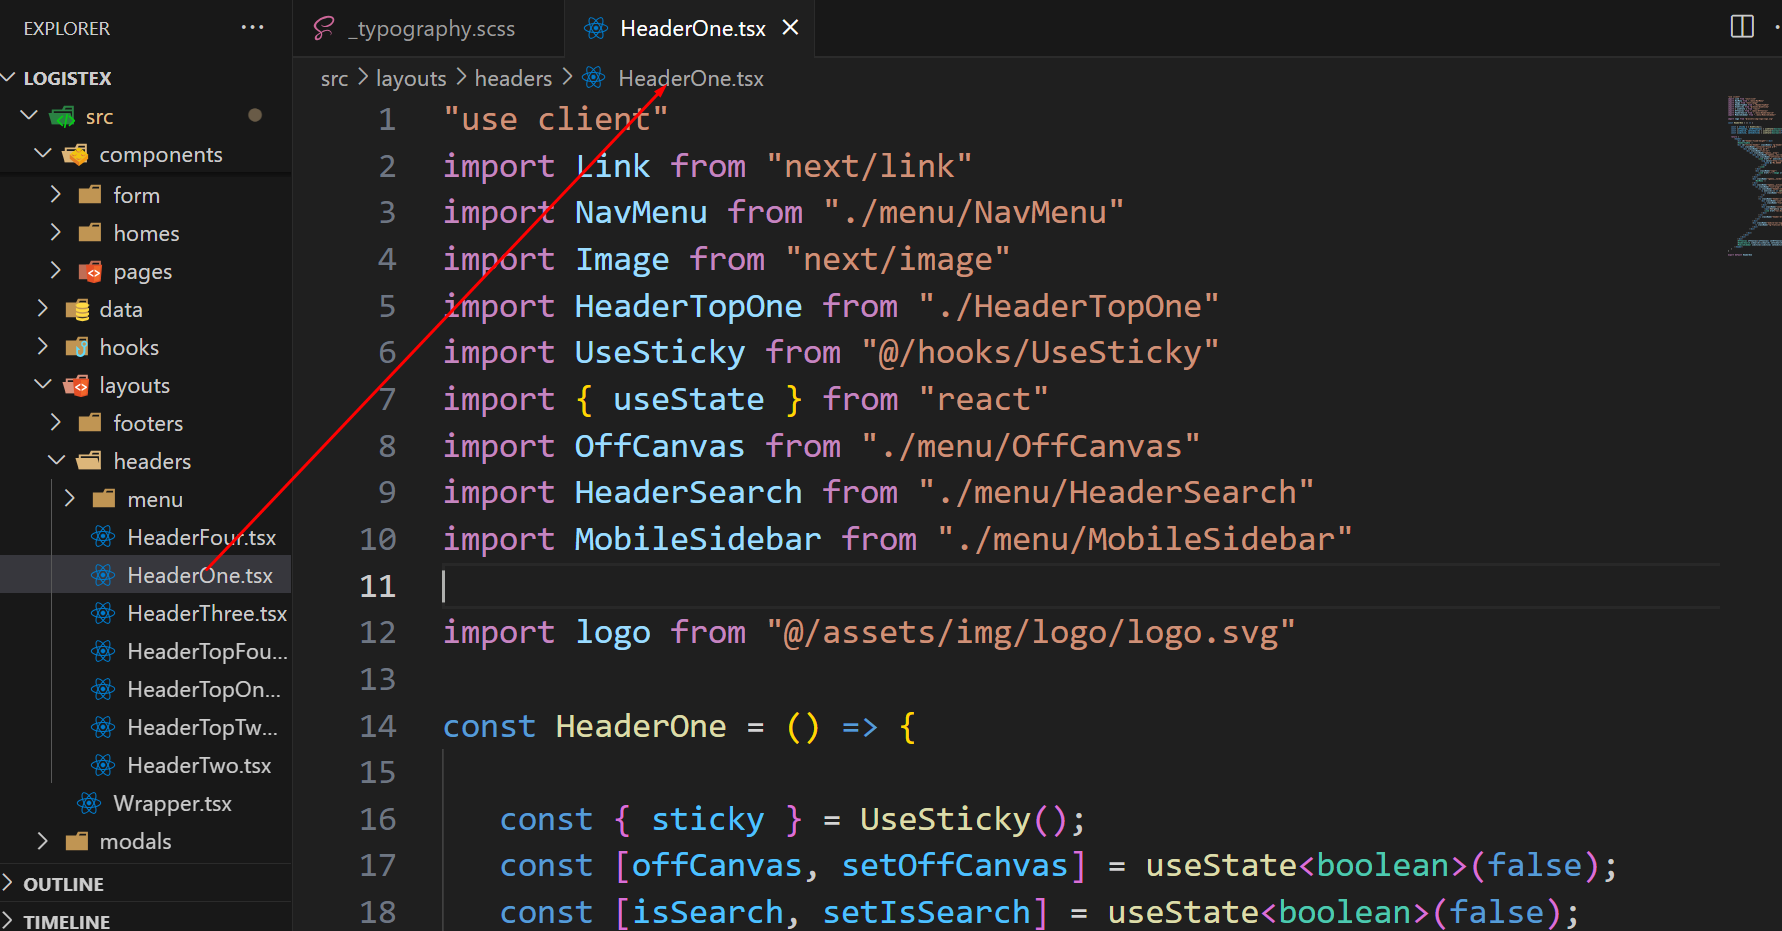 EXPLORER
LOGISTEX
src
components
form
homes
pages
data
hooks
layouts
footers
headers
menu
HeaderFour.tsx
HeaderOne.tsx
HeaderThree.tsx
HeaderTopFou...
HeaderTopOn...
HeaderTopTw...
HeaderTwo.tsx
Wrapper.tsx
modals
OUTLINE
TIMELINE
_typography.scss HeaderOne.tsx
src > layouts > headers > HeaderOne.tsx
1 "use client"
2 import Link from "next/link"
3 import NavMenu from "./menu/NavMenu"
4 import Image from "next/image"
5 import HeaderTopOne from "./HeaderTopOne"
6 import UseSticky from "@/hooks/UseSticky"
7 import { useState } from "react"
8 import OffCanvas from "./menu/OffCanvas"
9 import HeaderSearch from "./menu/HeaderSearch"
10 import MobileSidebar from "./menu/MobileSidebar"
11
12 import logo from "@/assets/img/logo/logo.svg"
13
14 const HeaderOne = () => {
15
16 const { sticky } = UseSticky();
17 const [offCanvas, setOffCanvas] = useState<boolean>(false);
18 const [isSearch, setIsSearch] = useState<boolean>(false);